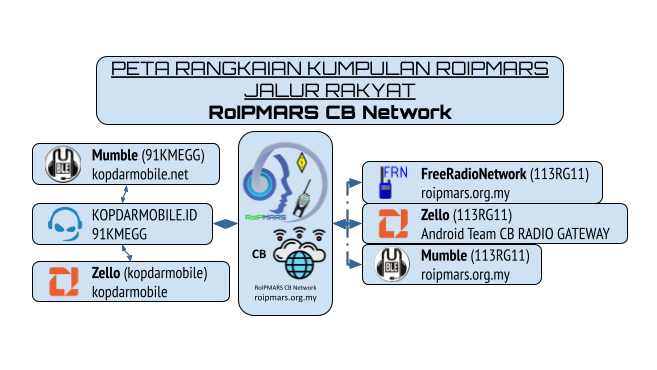 PETA RANGKAIAN KUMPULAN ROIPMARS
JALUR RAKYAT
RoIPMARS CB Network
Mumble (91KMEGG)
kopdarmobile.net
BLE
KOPDARMOBILE.ID
91KMEGG
Zello (kopdarmobile)
kopdarmobile
RoiPMARS
CB
RoIPMARS CB Network
roipmars.org.my
FRN
FreeRadioNetwork (113RG11)
roipmars.org.my
Zello (113RG11)
Android Team CB RADIO GATEWAY
BLE
Mumble (113RG11)
roipmars.org.my